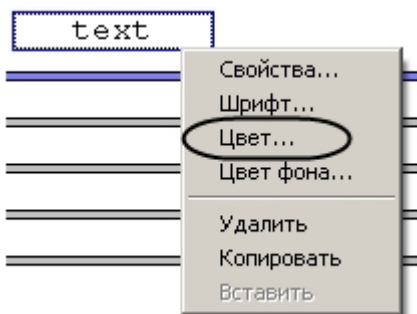 text
Свойства...
Шрифт...
Цвет...
Цвет фона...
Удалить
Копировать
Вставить